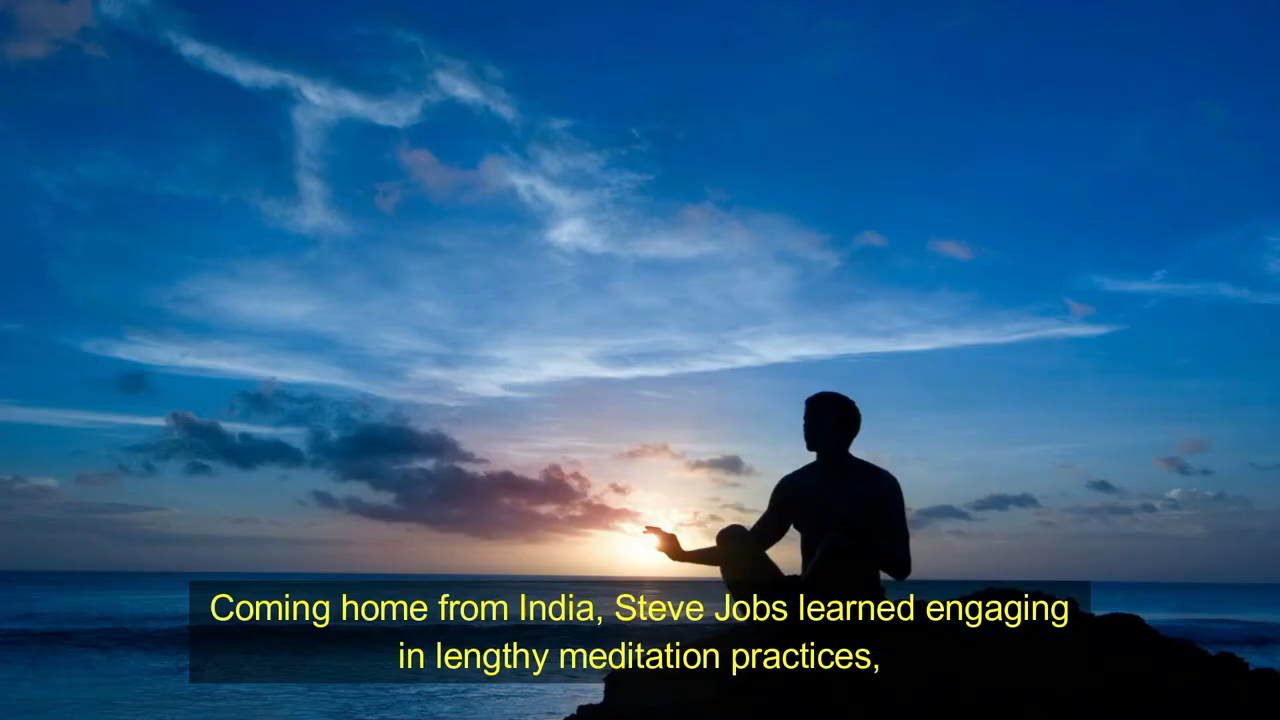 Coming home from India, Steve Jobs learned engaging
in lengthy meditation practices,